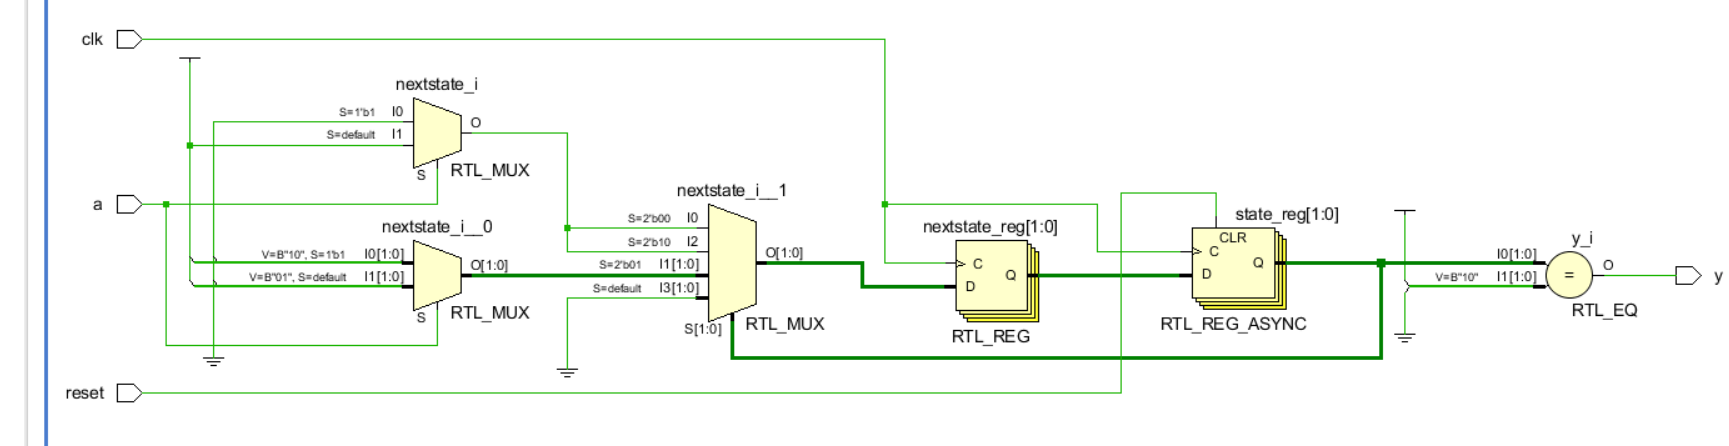 clk
a
reset
nextstate_i
S=1'b1 I0
S=default I1
S
O
RTL_MUX
nextstate_i__0
V=B"10", S=1'b1 I0[1:0]
V=B"01", S=default I1[1:0]
S
O[1:0]
RTL_MUX
nextstate_i__1
S=2'b00 I0
S=2'b10 I2
S=2'b01 I1[1:0]
S=default I3[1:0]
S[1:0]
O[1:0]
RTL_MUX
nextstate_reg[1:0]
C
Q
D
RTL_REG
state_reg[1:0]
CLR
C
Q
D
RTL_REG_ASYNC
y_i
I0[1:0]
V=B"10" I1[1:0]
=
O
RTL_EQ
y